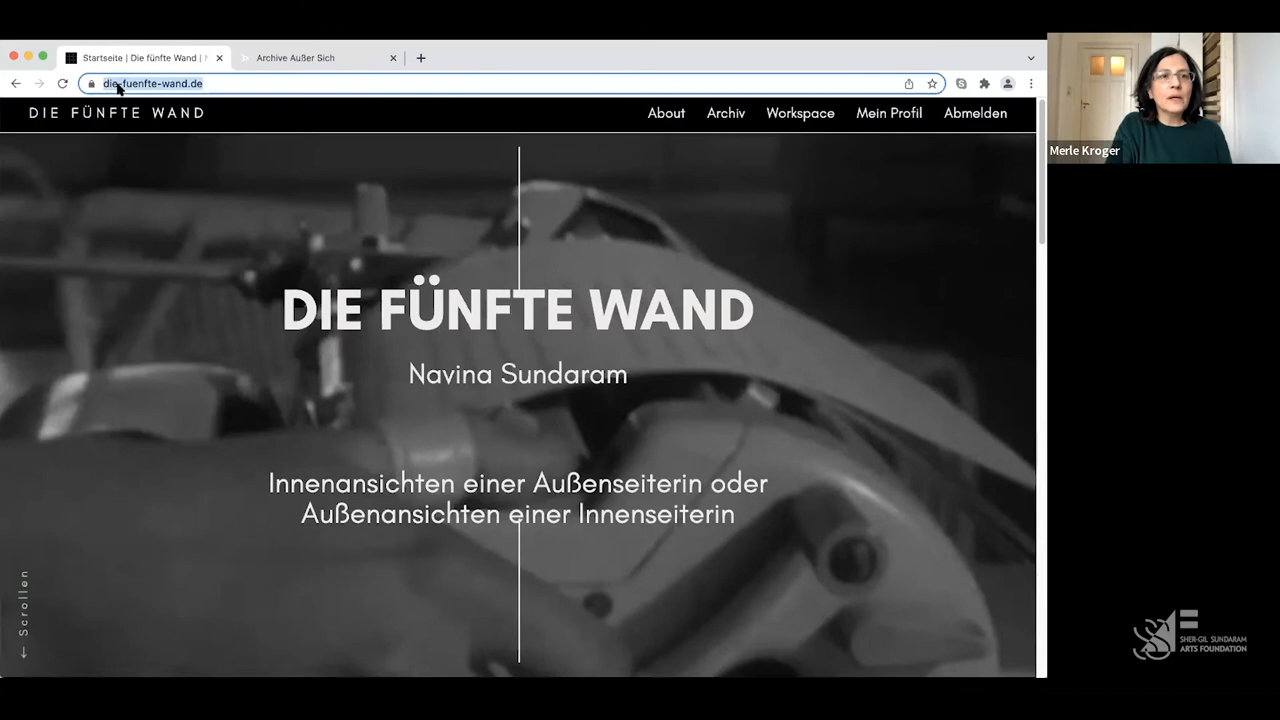 Startseite | Die fünfte Wand |
Archive Außer Sich
die-fuenfte-wand.de
DIE FÜNFTE WAND
About
Archiv
Workspace
Mein Profil
Abmelden
DIE FÜNFTE WAND
Navina Sundaram
Innenansichten einer Außenseiterin oder
Außenansichten einer Innenseiterin
← Scrollen
Merle Kroger
SHER-GIL SUNDARAM
ARTS FOUNDATION